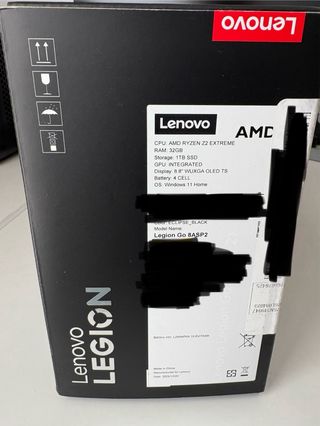 Lenovo
Lenovo
AMD
CPU: AMD RYZEN Z2 EXTREME
RAM: 32GB
Storage: 1TB SSD
GPU: INTEGRATED
Display: 8.8" WUXGA OLED TS
Battery: 4 CELL
OS: Windows 11 Home
Color: ECLIPSE_BLACK
Model Name:
Legion Go 8ASP2
Made in China
Lenovo
LEGION